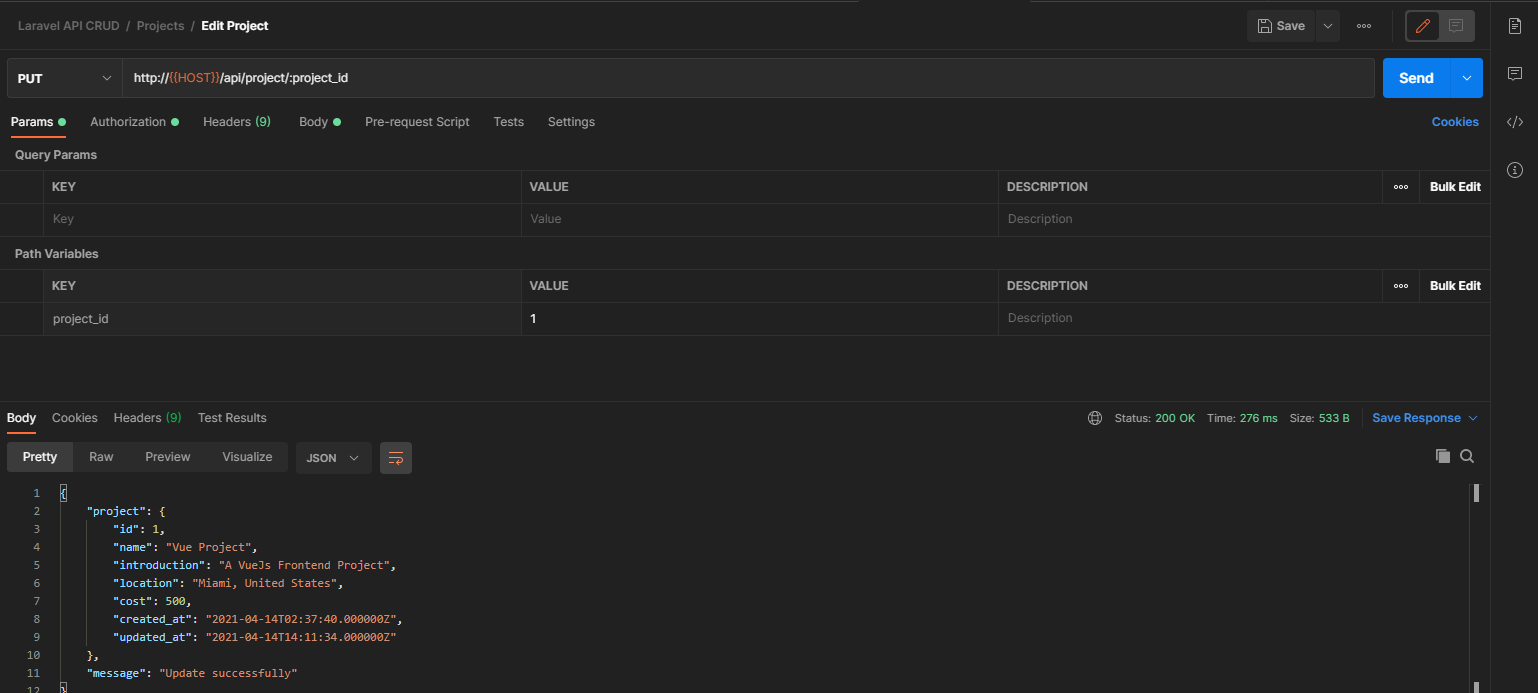 Laravel API CRUD / Projects / Edit Project
Save
PUT
http://{{HOST}}/api/project/:project_id
Send
Params Authorization Headers (9) Body Pre-request Script Tests Settings Cookies
Query Params
KEY VALUE DESCRIPTION Bulk Edit
Key Value Description
Path Variables
KEY VALUE DESCRIPTION Bulk Edit
project_id 1 Description
Body Cookies Headers (9) Test Results Status: 200 OK Time: 276 ms Size: 533 B Save Response
Pretty Raw Preview Visualize JSON
1 {
2 "project": {
3 "id": 1,
4 "name": "Vue Project",
5 "introduction": "A VueJs Frontend Project",
6 "location": "Miami, United States",
7 "cost": 500,
8 "created_at": "2021-04-14T02:37:40.000000Z",
9 "updated_at": "2021-04-14T14:11:34.000000Z"
10 },
11 "message": "Update successfully"
12 }